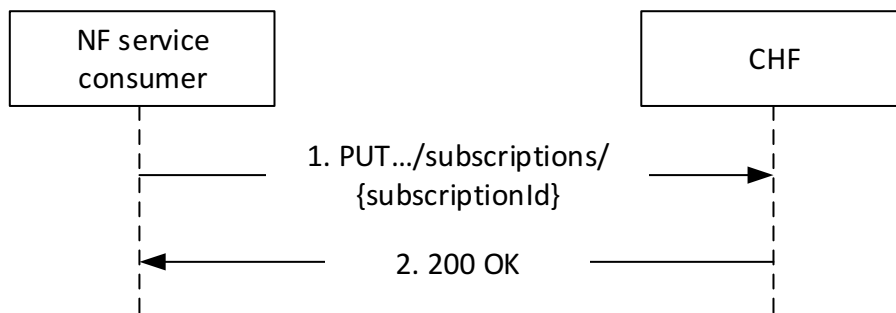 NF service
consumer
CHF
1. PUT.../subscriptions/
{subscriptionId}
2. 200 OK